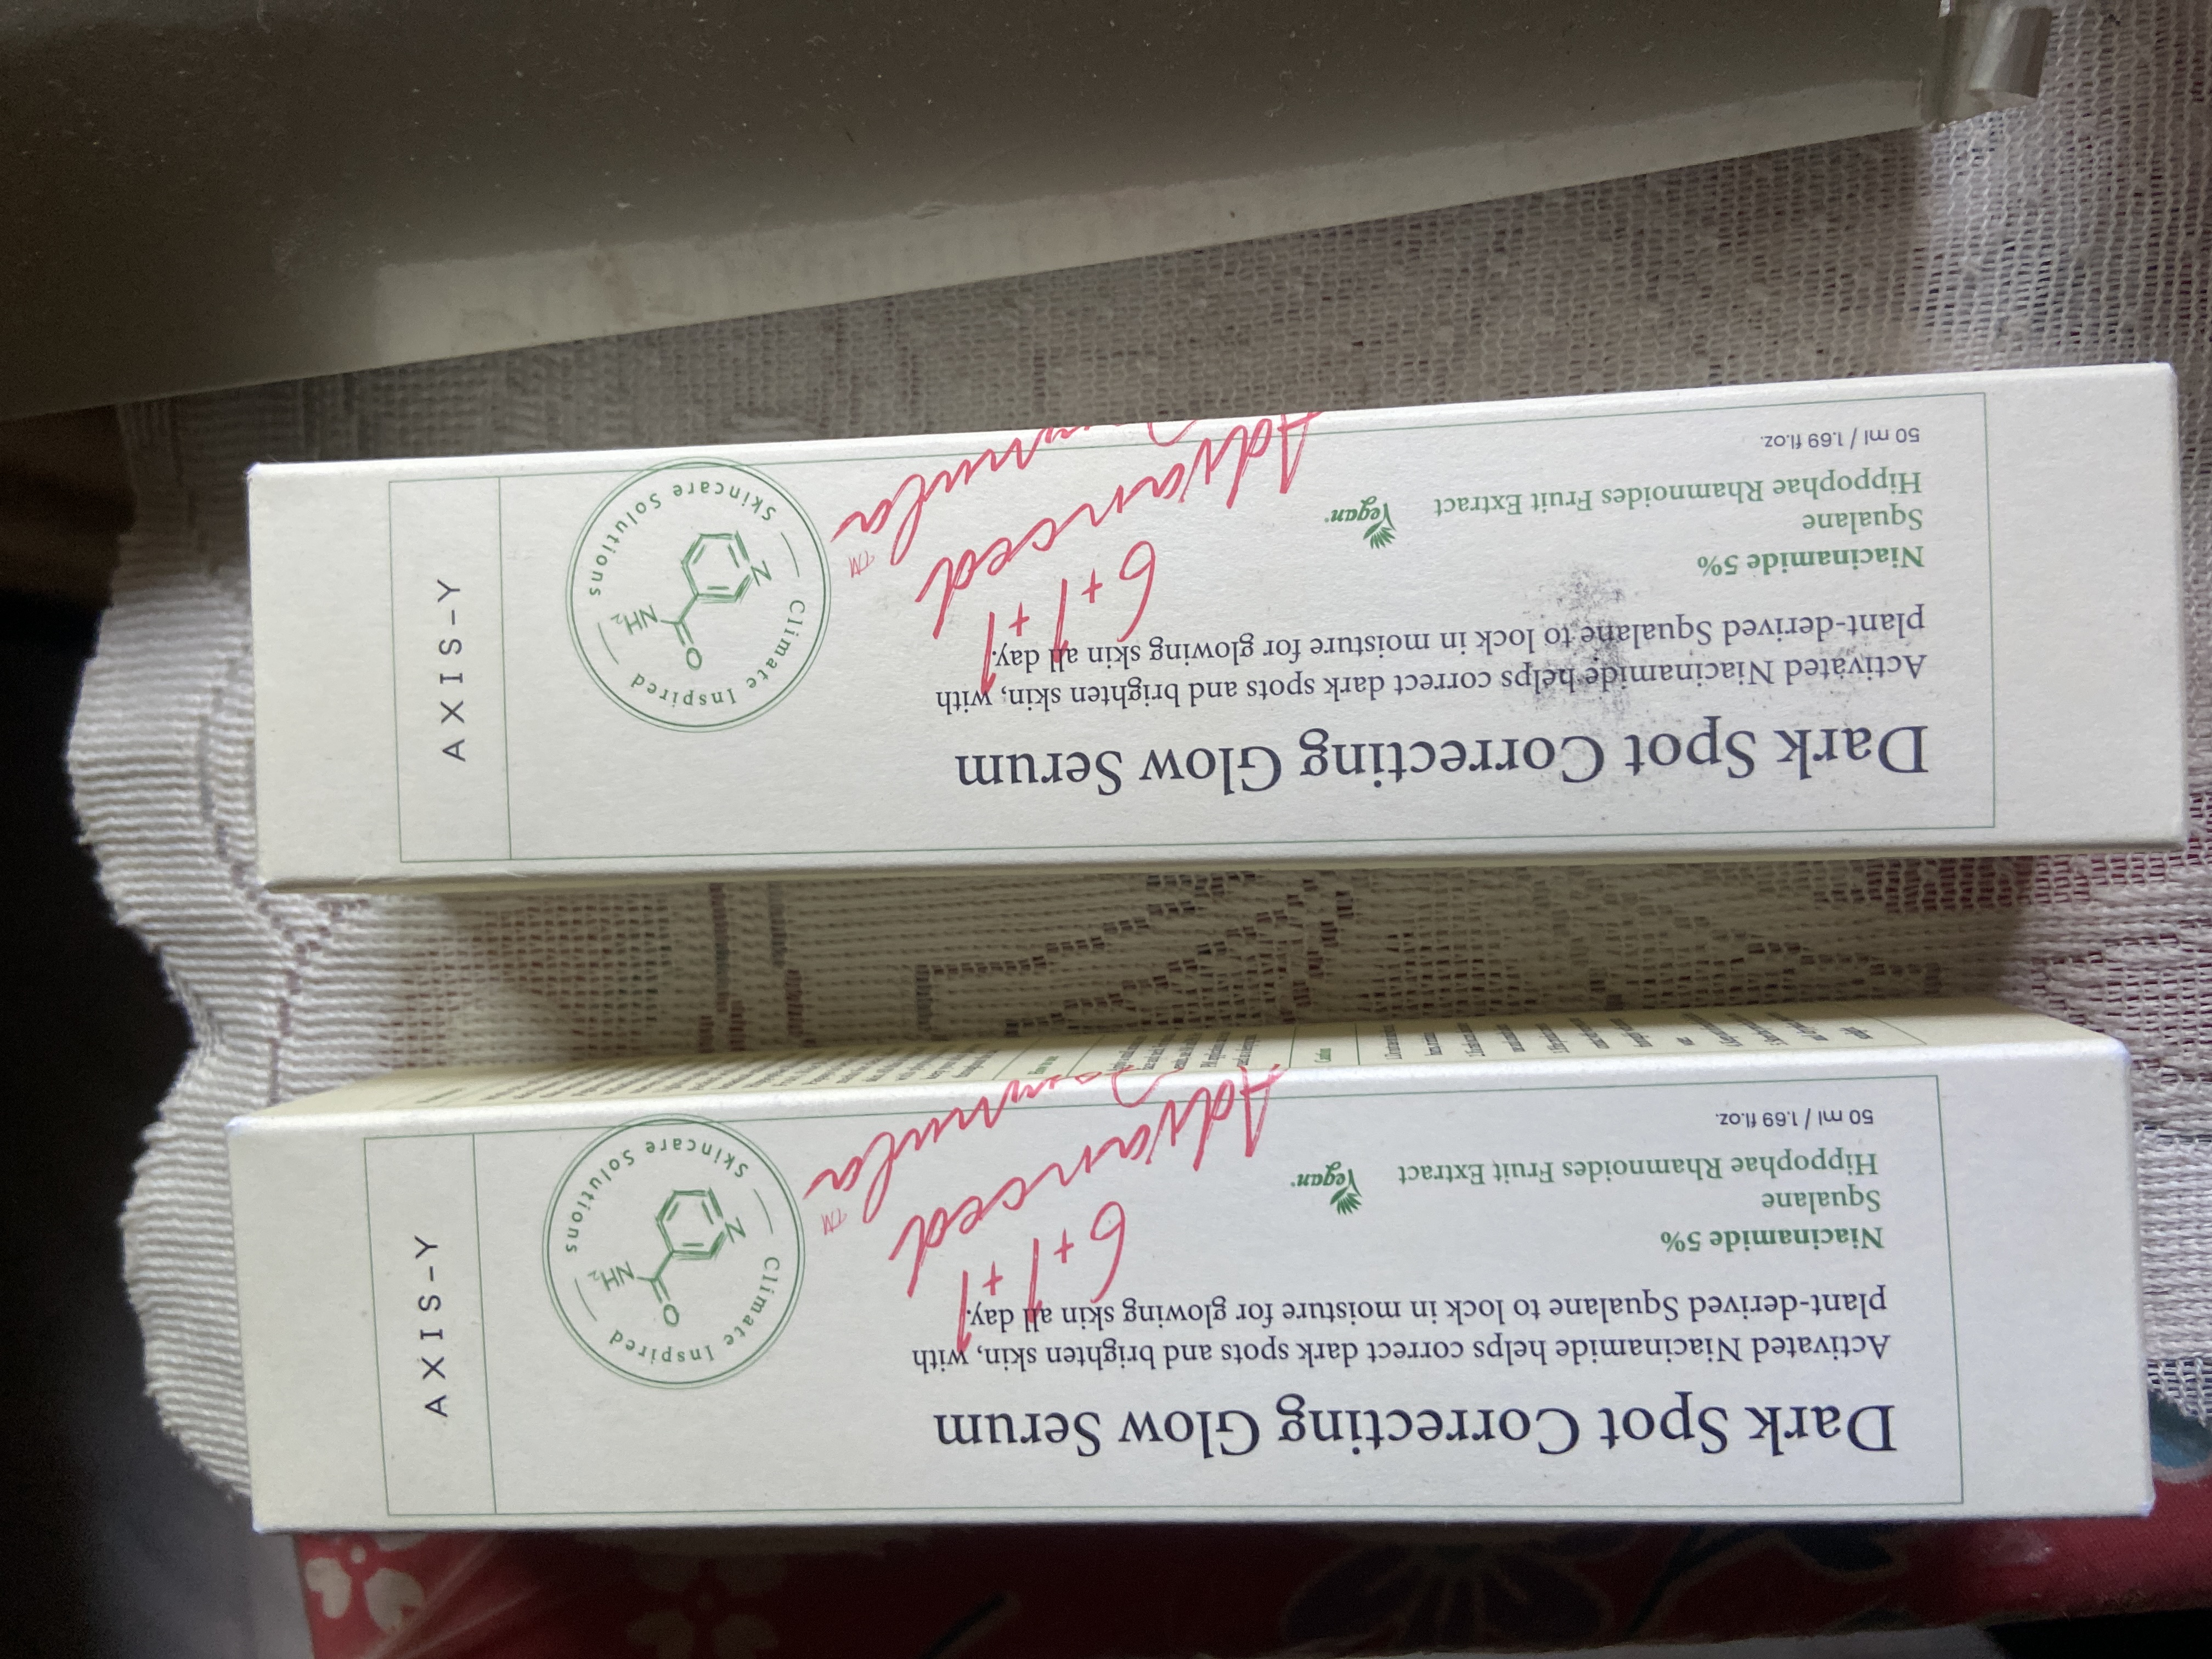 Dark Spot Correcting Glow Serum
Activated Niacinamide helps correct dark spots and brighten skin, with
plant-derived Squalane to lock in moisture for glowing skin all day.
Niacinamide 5%
Squalane
Hippophae Rhamnoides Fruit Extract
50 ml / 1.69 fl.oz.
Vegan
6+1+1
Advanced
Formula™
Climate Inspired
Skincare Solutions
O
NH₂
N
AXIS-Y
Dark Spot Correcting Glow Serum
Activated Niacinamide helps correct dark spots and brighten skin, with
plant-derived Squalane to lock in moisture for glowing skin all day.
Niacinamide 5%
Squalane
Hippophae Rhamnoides Fruit Extract
50 ml / 1.69 fl.oz.
Vegan
6+1+1
Advanced
Formula™
Climate Inspired
Skincare Solutions
O
NH₂
N
AXIS-Y